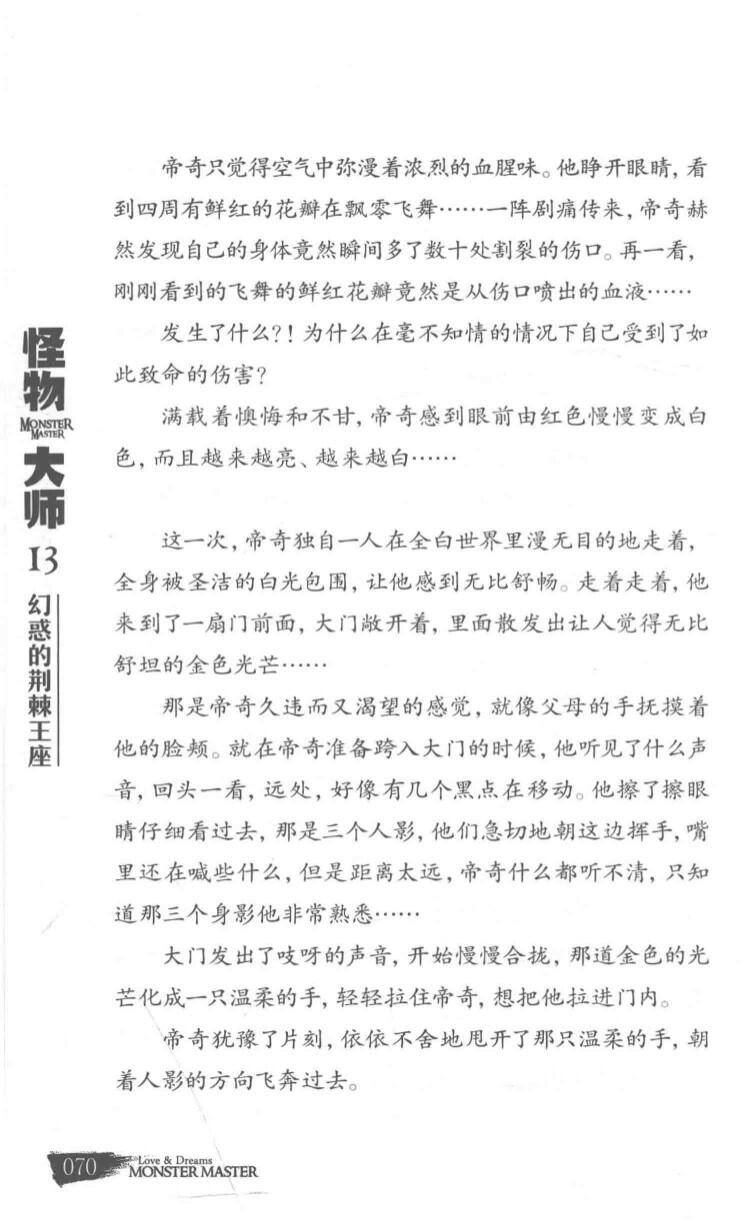 帝奇只觉得空气中弥漫着浓烈的血腥味。他睁开眼睛，看
到四周有鲜红的花瓣在飘零飞舞……一阵剧痛传来，帝奇赫
然发现自己的身体竟然瞬间多了数十处割裂的伤口。再一看，
刚刚看到的飞舞的鲜红花瓣竟然是从伤口喷出的血液……
发生了什么？！为什么在毫不知情的情况下自己受到了如
此致命的伤害？
满载着懊悔和不甘，帝奇感到眼前由红色慢慢变成白
色，而且越来越亮、越来越白……
这一次，帝奇独自一人在全白世界里漫无目的地走着，
全身被圣洁的白光包围，让他感到无比舒畅。走着走着，他
来到了一扇门前面，大门敞开着，里面散发出让人觉得无比
舒坦的金色光芒……
那是帝奇久违而又渴望的感觉，就像父母的手抚摸着
他的脸颊。就在帝奇准备跨入大门的时候，他听见了什么声
音，回头一看，远处，好像有几个黑点在移动。他擦了擦眼
睛仔细看过去，那是三个人影，他们急切地朝这边挥手，嘴
里还在喊些什么，但是距离太远，帝奇什么都听不清，只知
道那三个身影他非常熟悉……
大门发出了吱呀的声音，开始慢慢合拢，那道金色的光
芒化成一只温柔的手，轻轻拉住帝奇，想把他拉进门内。
帝奇犹豫了片刻，依依不舍地甩开了那只温柔的手，朝
着人影的方向飞奔过去。
怪物
MONSTER
MASTER
大师
13
幻惑的荆棘王座
070
Love & Dreams
MONSTER MASTER